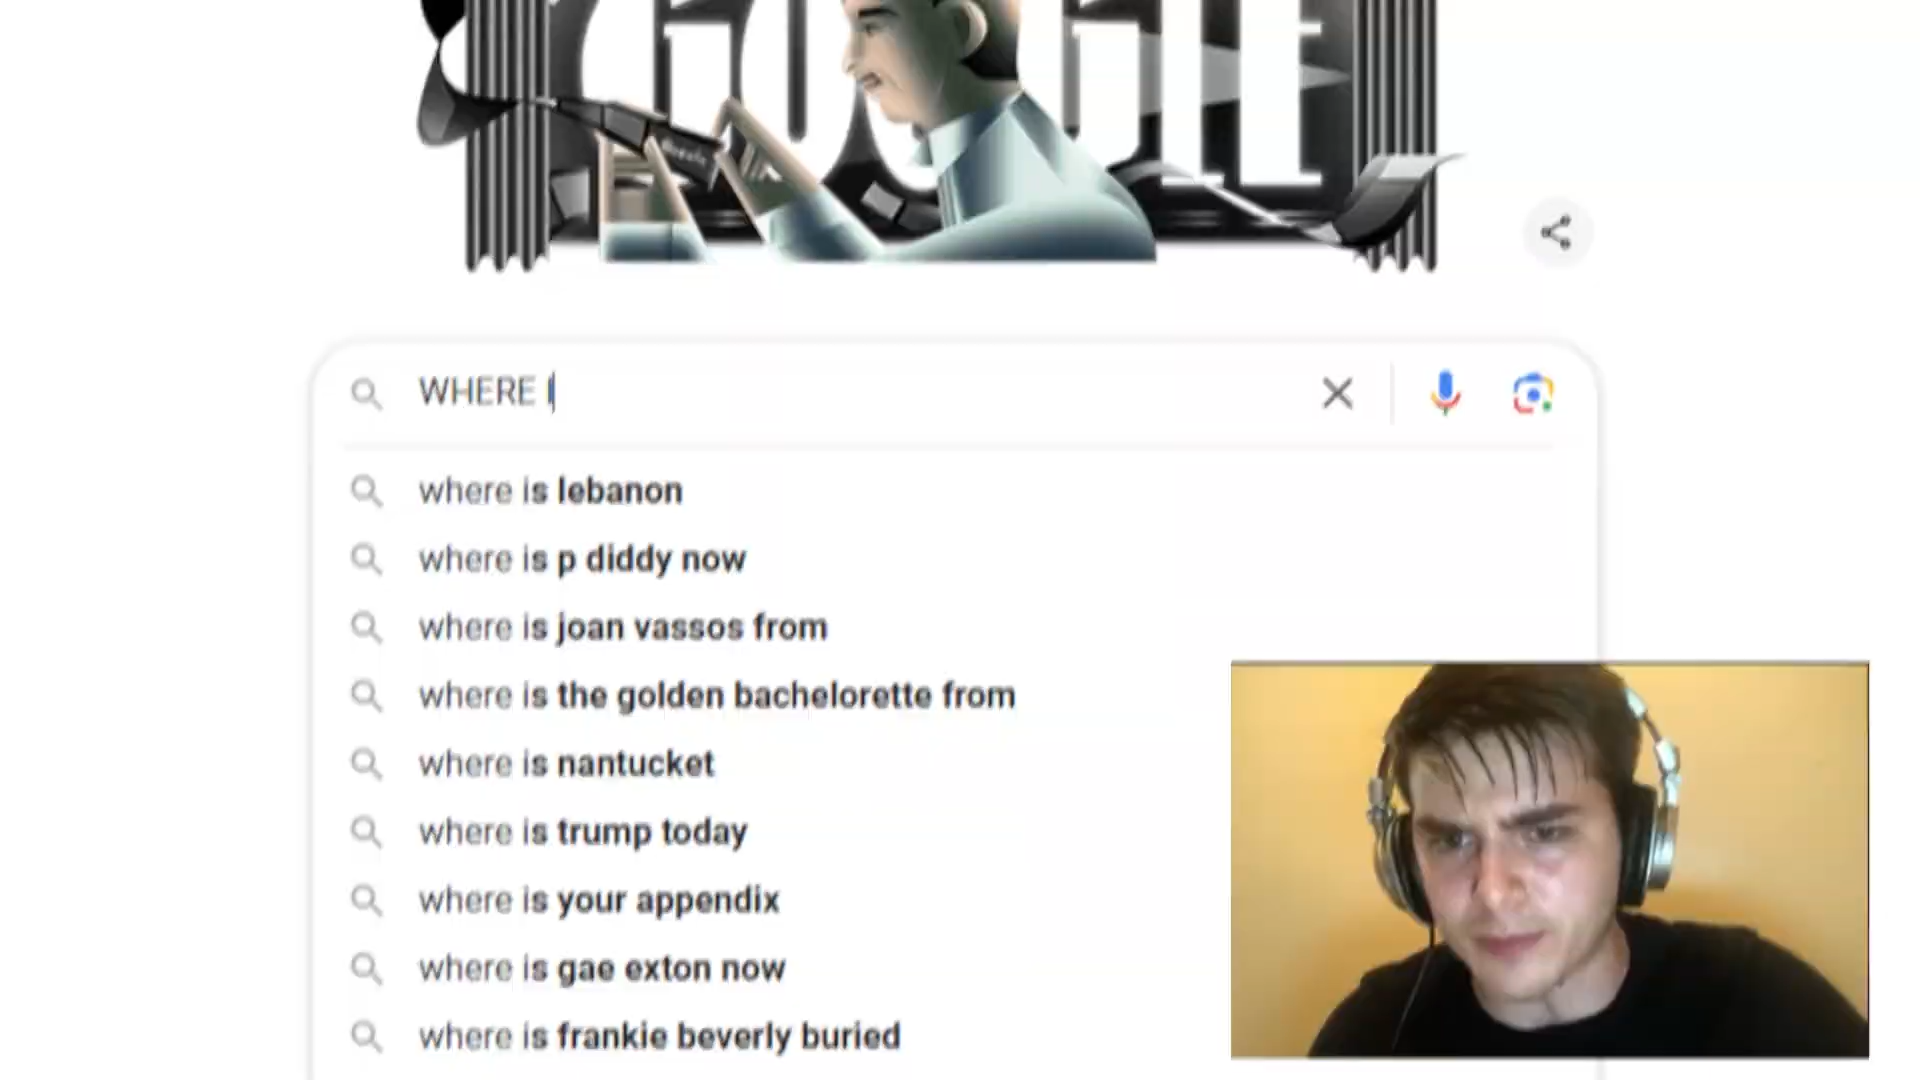 WHERE I
where is lebanon
where is p diddy now
where is joan vassos from
where is the golden bachelorette from
where is nantucket
where is trump today
where is your appendix
where is gae exton now
where is frankie beverly buried